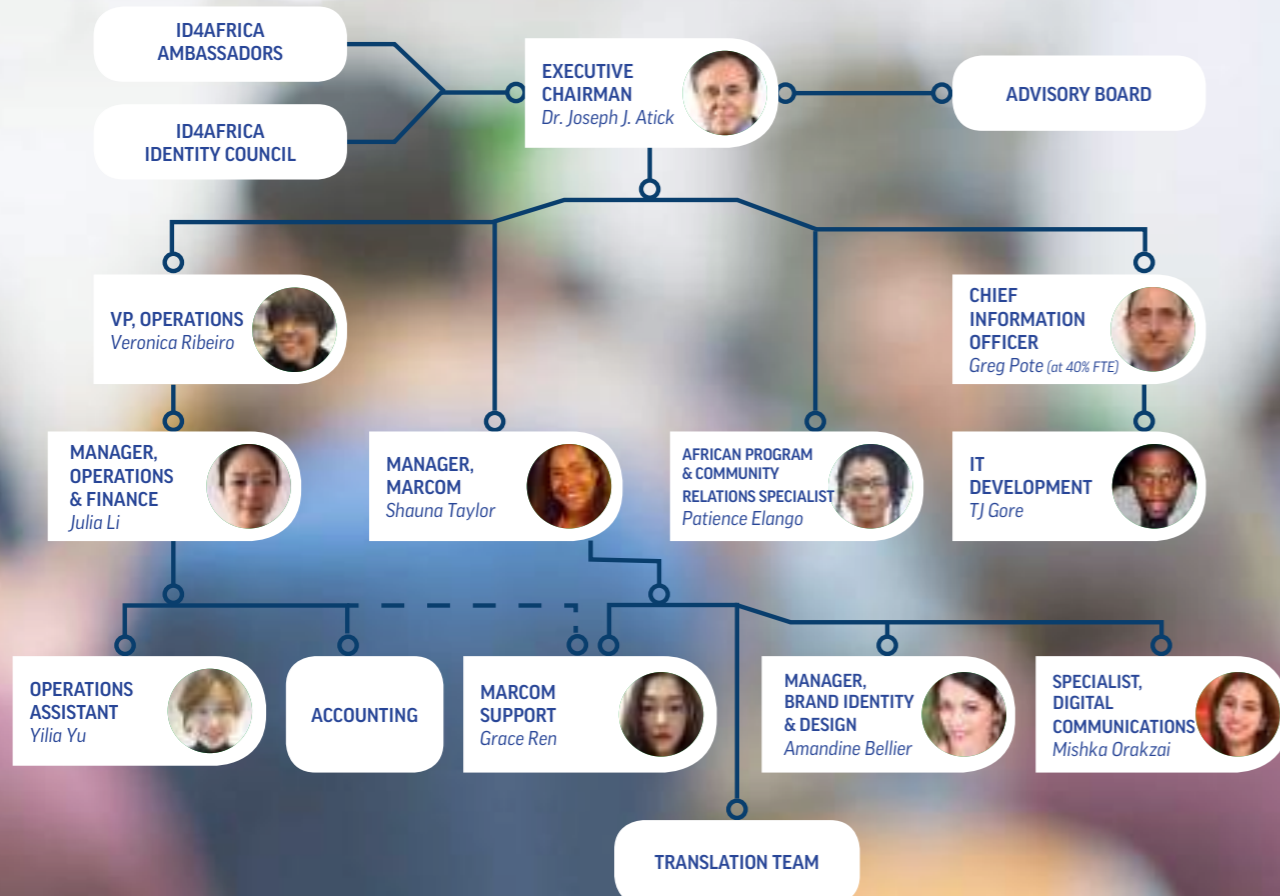 ID4AFRICA
AMBASSADORS
ID4AFRICA
IDENTITY COUNCIL
EXECUTIVE
CHAIRMAN
Dr. Joseph J. Atick
ADVISORY BOARD
VP, OPERATIONS
Veronica Ribeiro
CHIEF
INFORMATION
OFFICER
Greg Pote (at 40% FTE)
MANAGER,
OPERATIONS
& FINANCE
Julia Li
MANAGER,
MARCOM
Shauna Taylor
AFRICAN PROGRAM
& COMMUNITY
RELATIONS SPECIALIST
Patience Elango
IT
DEVELOPMENT
TJ Gore
OPERATIONS
ASSISTANT
Yilia Yu
ACCOUNTING
MARCOM
SUPPORT
Grace Ren
MANAGER,
BRAND IDENTITY
& DESIGN
Amandine Bellier
SPECIALIST,
DIGITAL
COMMUNICATIONS
Mishka Orakzai
TRANSLATION TEAM